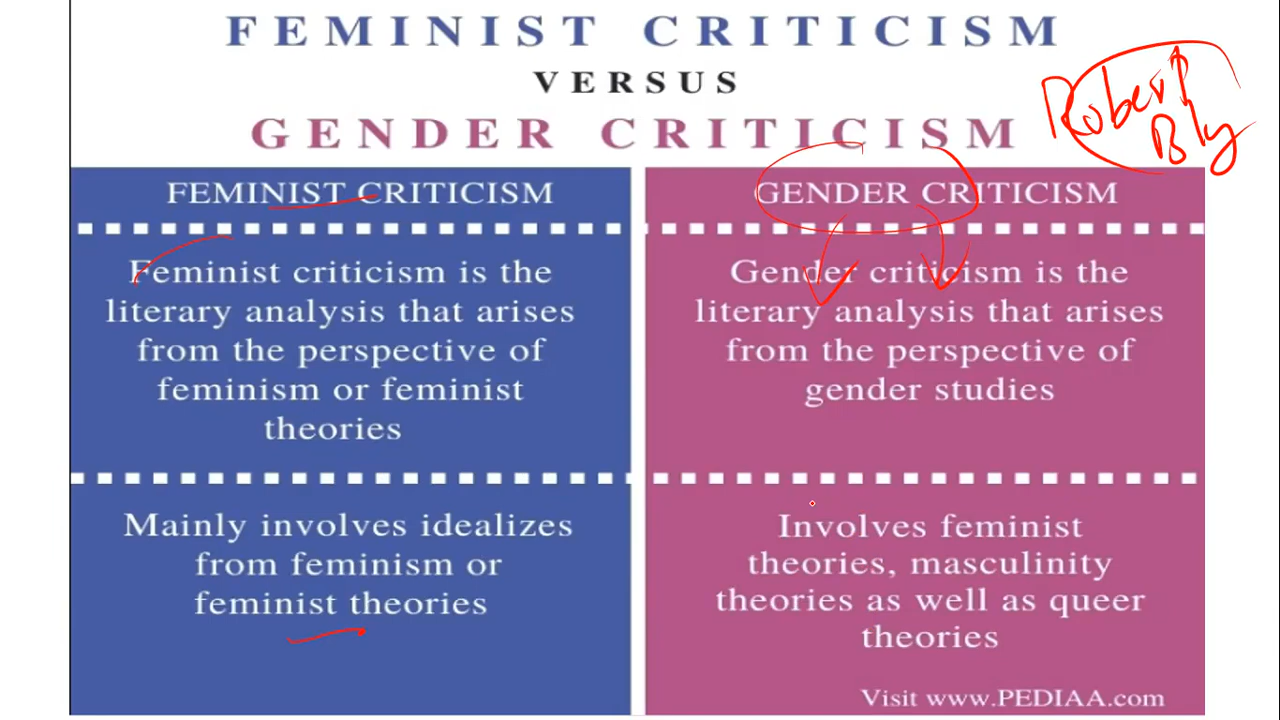 FEMINIST CRITICISM
VERSUS
GENDER CRITICISM
Robert
Bly
FEMINIST CRITICISM
Feminist criticism is the
literary analysis that arises
from the perspective of
feminism or feminist
theories
Mainly involves idealizes
from feminism or
feminist theories
GENDER CRITICISM
Gender criticism is the
literary analysis that arises
from the perspective of
gender studies
Involves feminist
theories, masculinity
theories as well as queer
theories
Visit www.PEDIAA.com